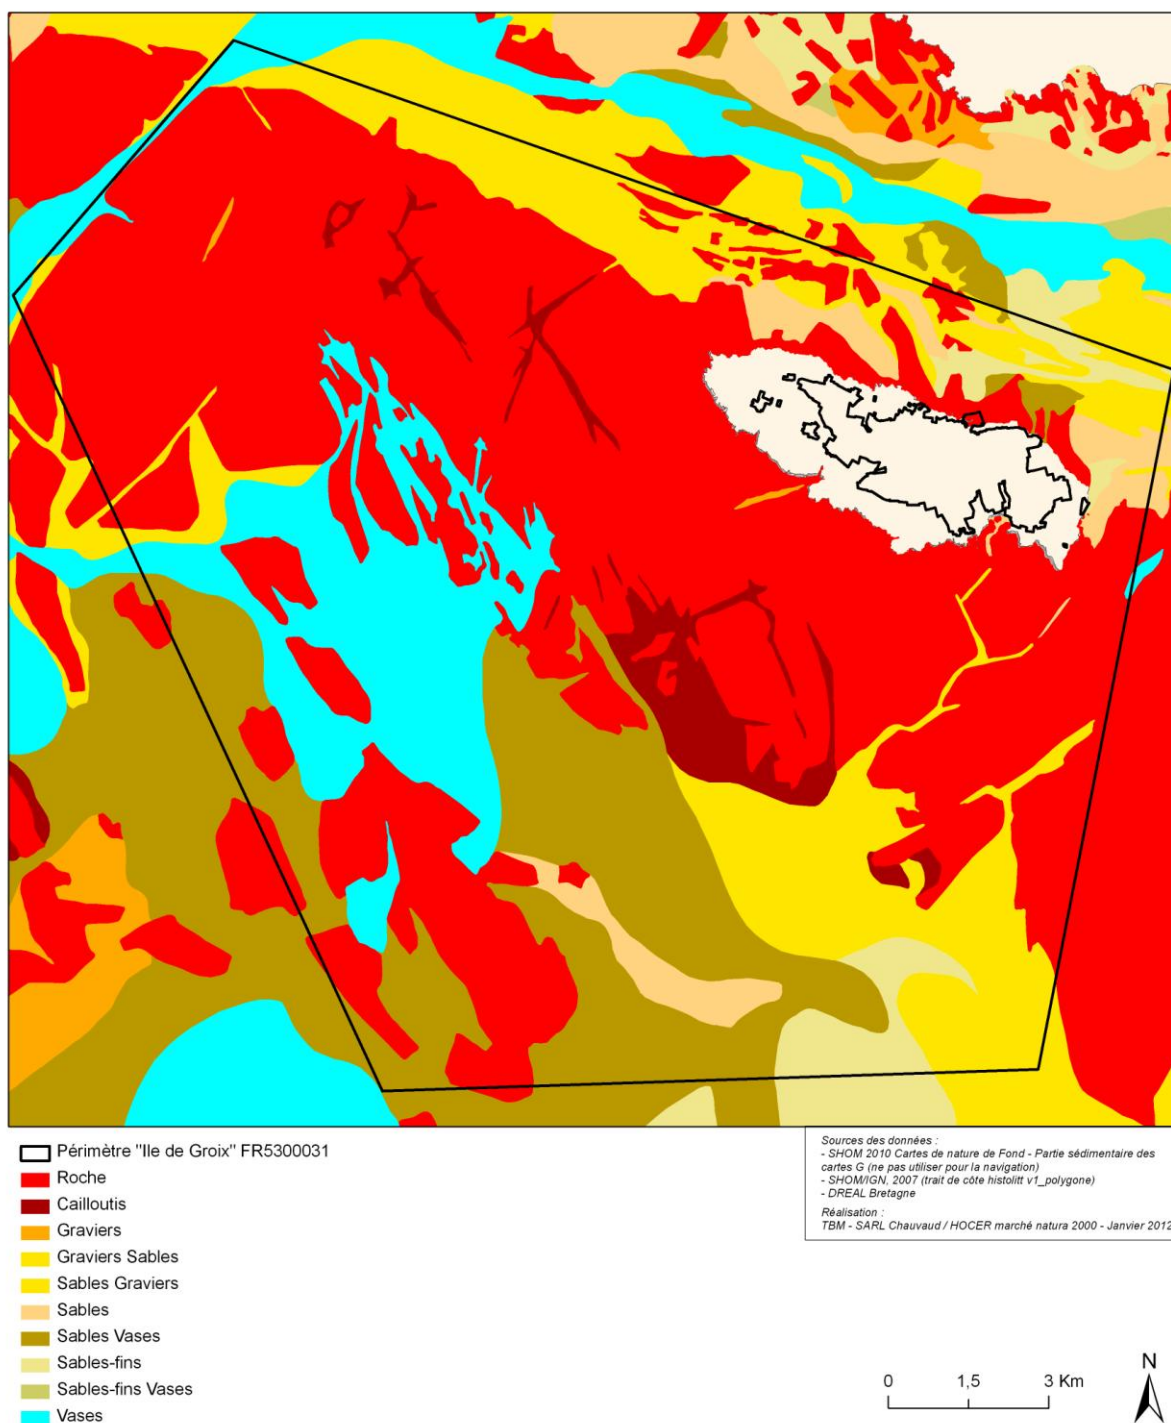 Périmètre "Ile de Groix" FR5300031
Roche
Cailloutis
Graviers
Graviers Sables
Sables Graviers
Sables
Sables Vases
Sables-fins
Sables-fins Vases
Vases
Sources des données :
- SHOM 2010 Cartes de nature de Fond - Partie sédimentaire des
cartes G (ne pas utiliser pour la navigation)
- SHOM/IGN, 2007 (trait de côte histolitt v1_polygone)
- DREAL Bretagne
Réalisation :
TBM - SARL Chauvaud / HOCER marché natura 2000 - Janvier 2012
0 1,5 3 Km
N